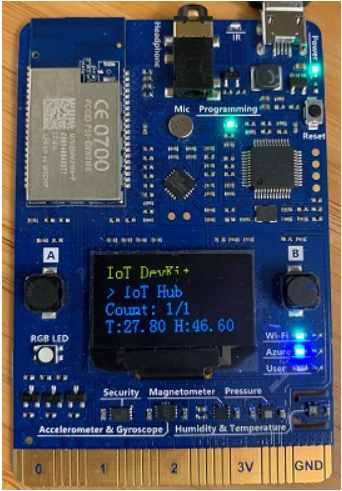 Headphone
IR
Power
CE 0700
Mic
Programming
Reset
A
B
IoT DevKit
> IoT Hub
Count: 1/1
T:27.80 H:46.60
RGB LED
Wi-Fi
Azure
User
Security
Magnetometer
Pressure
Accelerometer & Gyroscope
Humidity & Temperature
0
1
2
3V
GND